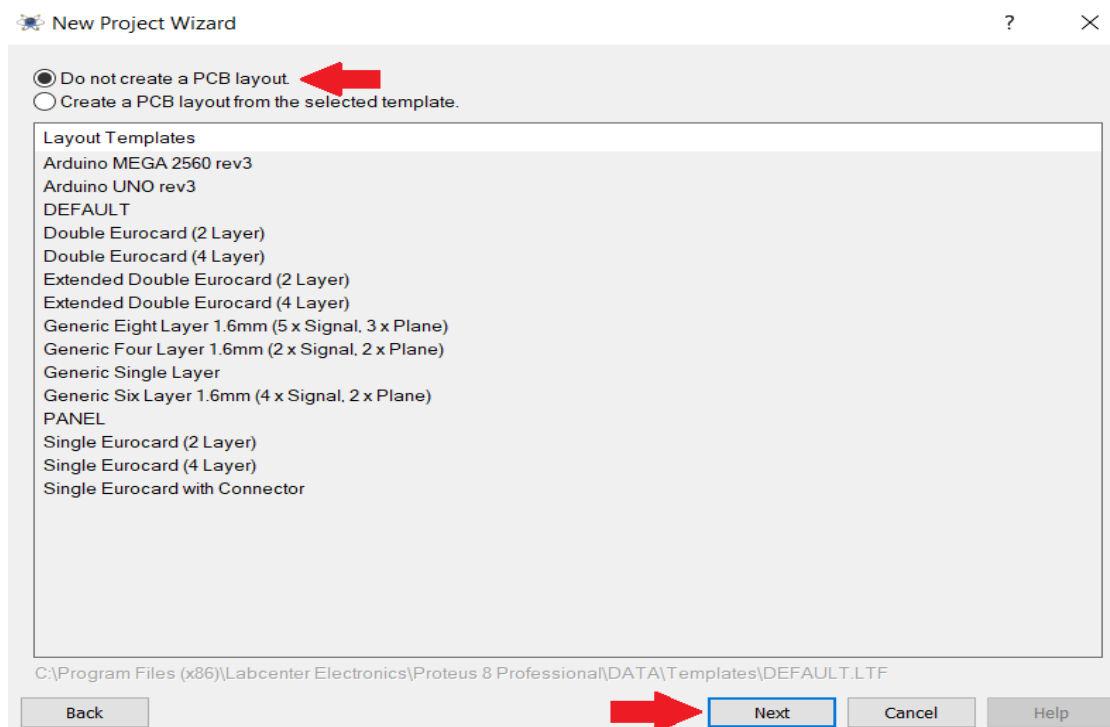 New Project Wizard
?
Do not create a PCB layout.
Create a PCB layout from the selected template.
Layout Templates
Arduino MEGA 2560 rev3
Arduino UNO rev3
DEFAULT
Double Eurocard (2 Layer)
Double Eurocard (4 Layer)
Extended Double Eurocard (2 Layer)
Extended Double Eurocard (4 Layer)
Generic Eight Layer 1.6mm (5 x Signal, 3 x Plane)
Generic Four Layer 1.6mm (2 x Signal, 2 x Plane)
Generic Single Layer
Generic Six Layer 1.6mm (4 x Signal, 2 x Plane)
PANEL
Single Eurocard (2 Layer)
Single Eurocard (4 Layer)
Single Eurocard with Connector
C:\Program Files (x86)\Labcenter Electronics\Proteus 8 Professional\DATA\Templates\DEFAULT.LTF
Back Next Cancel Help